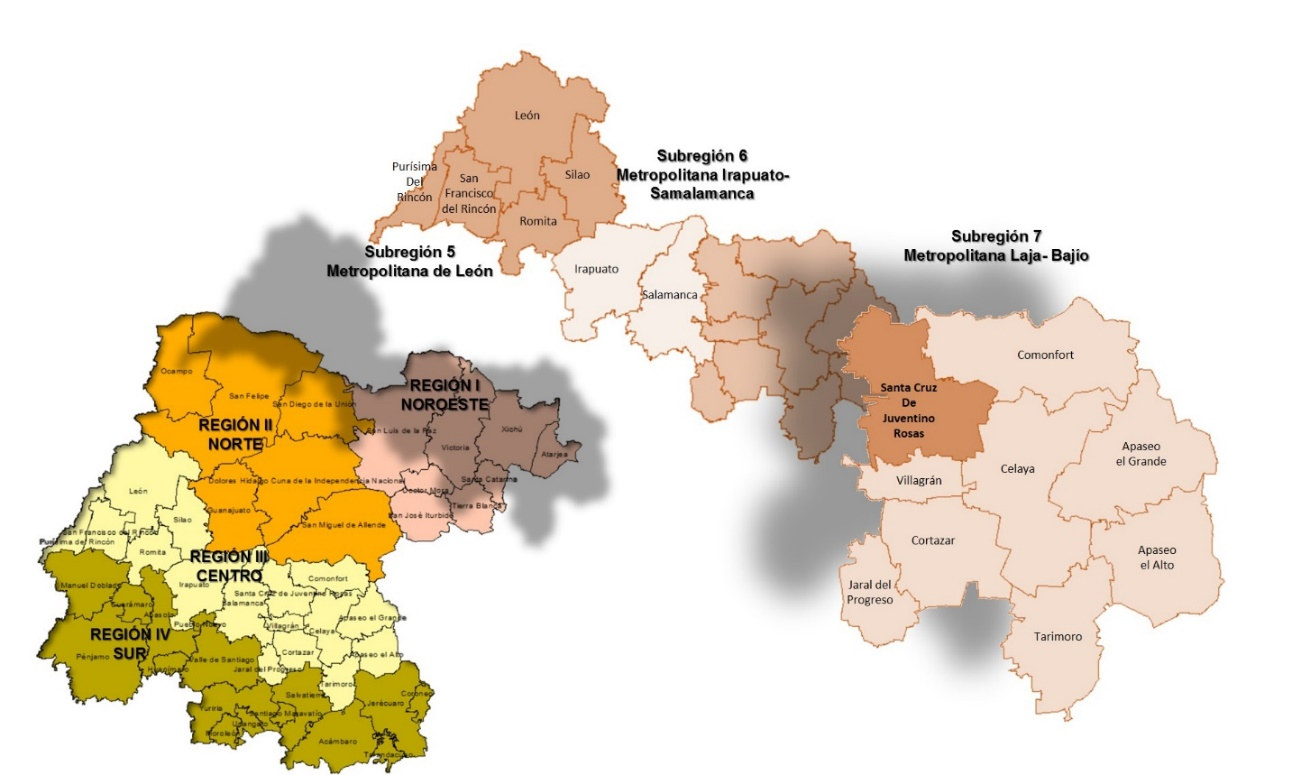 León
Purísima
Del
Rincón
San
Francisco
del Rincón
Silao
Romita
Subregión 5
Metropolitana de León
Subregión 6
Metropolitana Irapuato-
Samalamanca
Irapuato
Salamanca
Subregión 7
Metropolitana Laja- Bajío
Santa Cruz
De
Juventino
Rosas
Comonfort
Apaseo
el Grande
Celaya
Villagrán
Cortazar
Apaseo
el Alto
Jaral del
Progreso
Tarimoro
REGIÓN I
NOROESTE
San Luis de la Paz
Victoria
Xichú
Atarjea
Santa Catarina
Doctor Mora
Tierra Blanca
San José Iturbide
REGIÓN II
NORTE
Ocampo
San Felipe
San Diego de la Unión
Dolores Hidalgo Cuna de la Independencia Nacional
Guanajuato
San Miguel de Allende
REGIÓN III
CENTRO
León
Silao
San Francisco del Rincón
Purísima de Rincón
Romita
Irapuato
Salamanca
Santa Cruz de Juventino Rosas
Comonfort
Villagrán
Celaya
Apaseo el Grande
Cortazar
Apaseo el Alto
Jaral del Progreso
Tarimoro
Pueblo Nuevo
REGIÓN IV
SUR
Manuel Doblado
Abasolo
Pénjamo
Huanímaro
Valle de Santiago
Yuriria
Salvatierra
Jerécuaro
Coroneo
Acámbaro